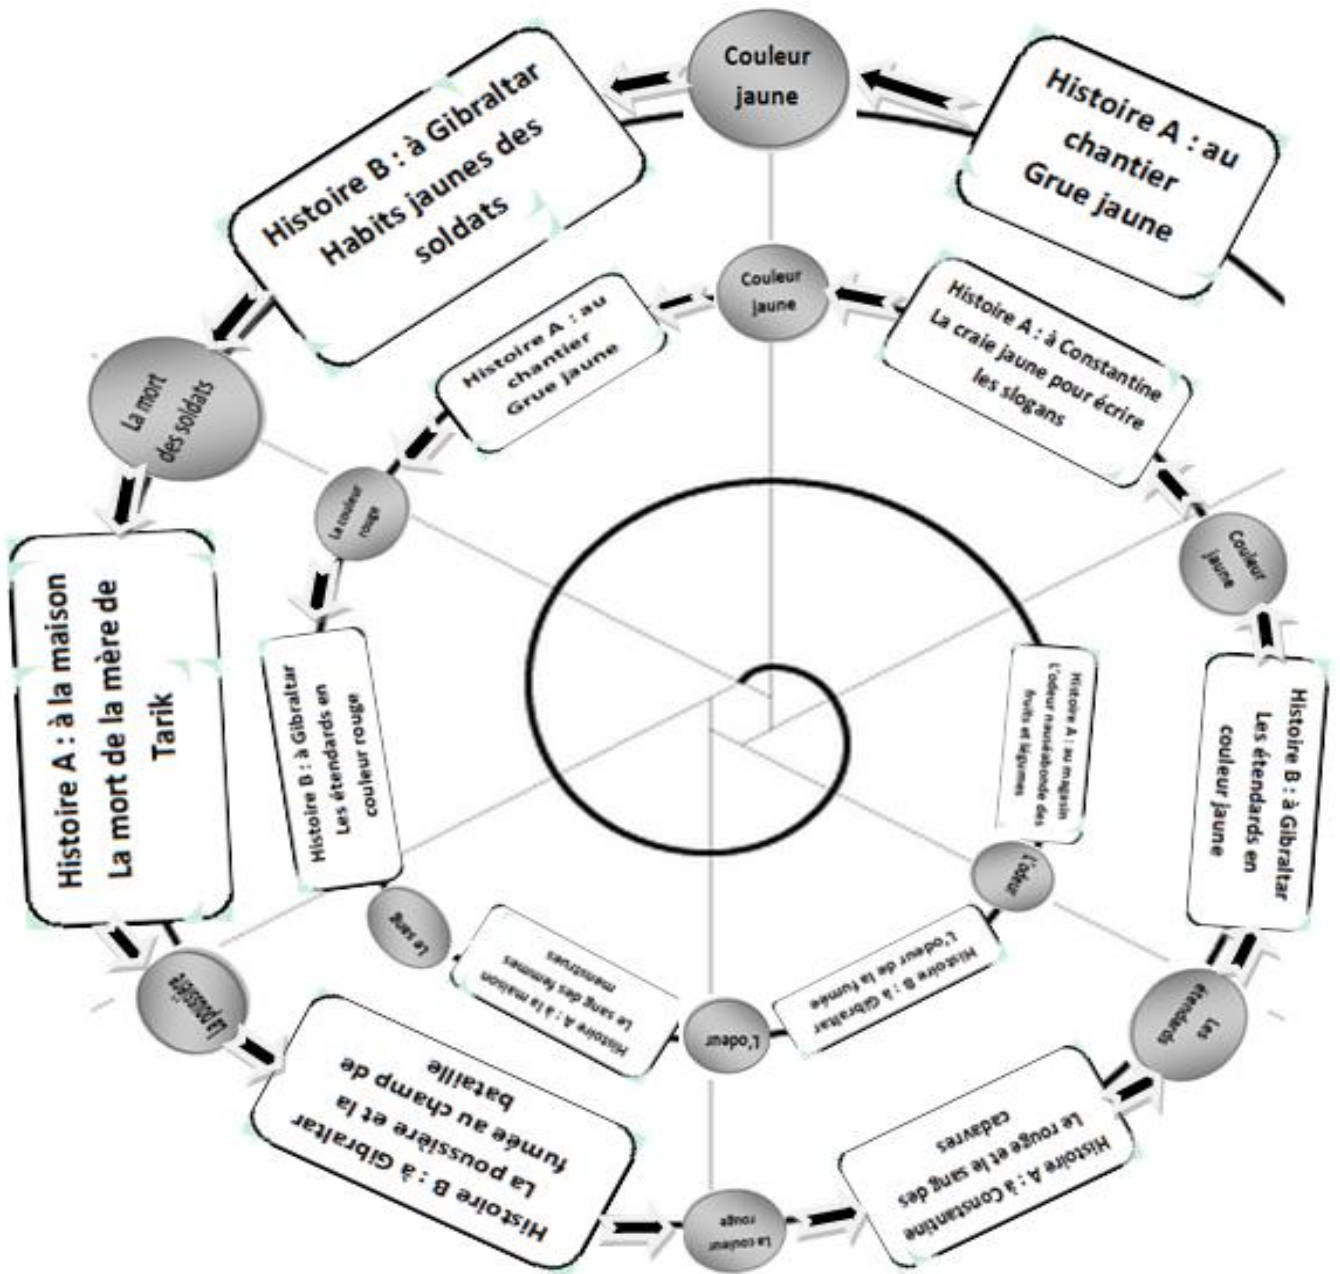 Histoire A : au
chantier
Grue jaune
Couleur
jaune
Histoire B : à Gibraltar
Habits jaunes des
soldats
La mort
des soldats
Histoire A : à la maison
La mort de la mère de
Tarik
La poussière
Histoire B : à Gibraltar
La poussière et la
fumée au champ de
bataille
La couleur
rouge
Histoire A : à Constantine
Le rouge et le sang des
cadavres
Les
étendards
Histoire B : à Gibraltar
Les étendards en
couleur jaune
Couleur
jaune
Histoire A : à Constantine
La craie jaune pour écrire
les slogans
Couleur
jaune
Histoire A : au
chantier
Grue jaune
La couleur
rouge
Histoire B : à Gibraltar
Les étendards en
couleur rouge
Le sang
Histoire A : à la maison
Le sang des femmes
menstrues
L'odeur
Histoire B : à Gibraltar
L'odeur de la fumée
L'odeur
Histoire A : au magasin
L'odeur nauséabonde des
fruits et légumes